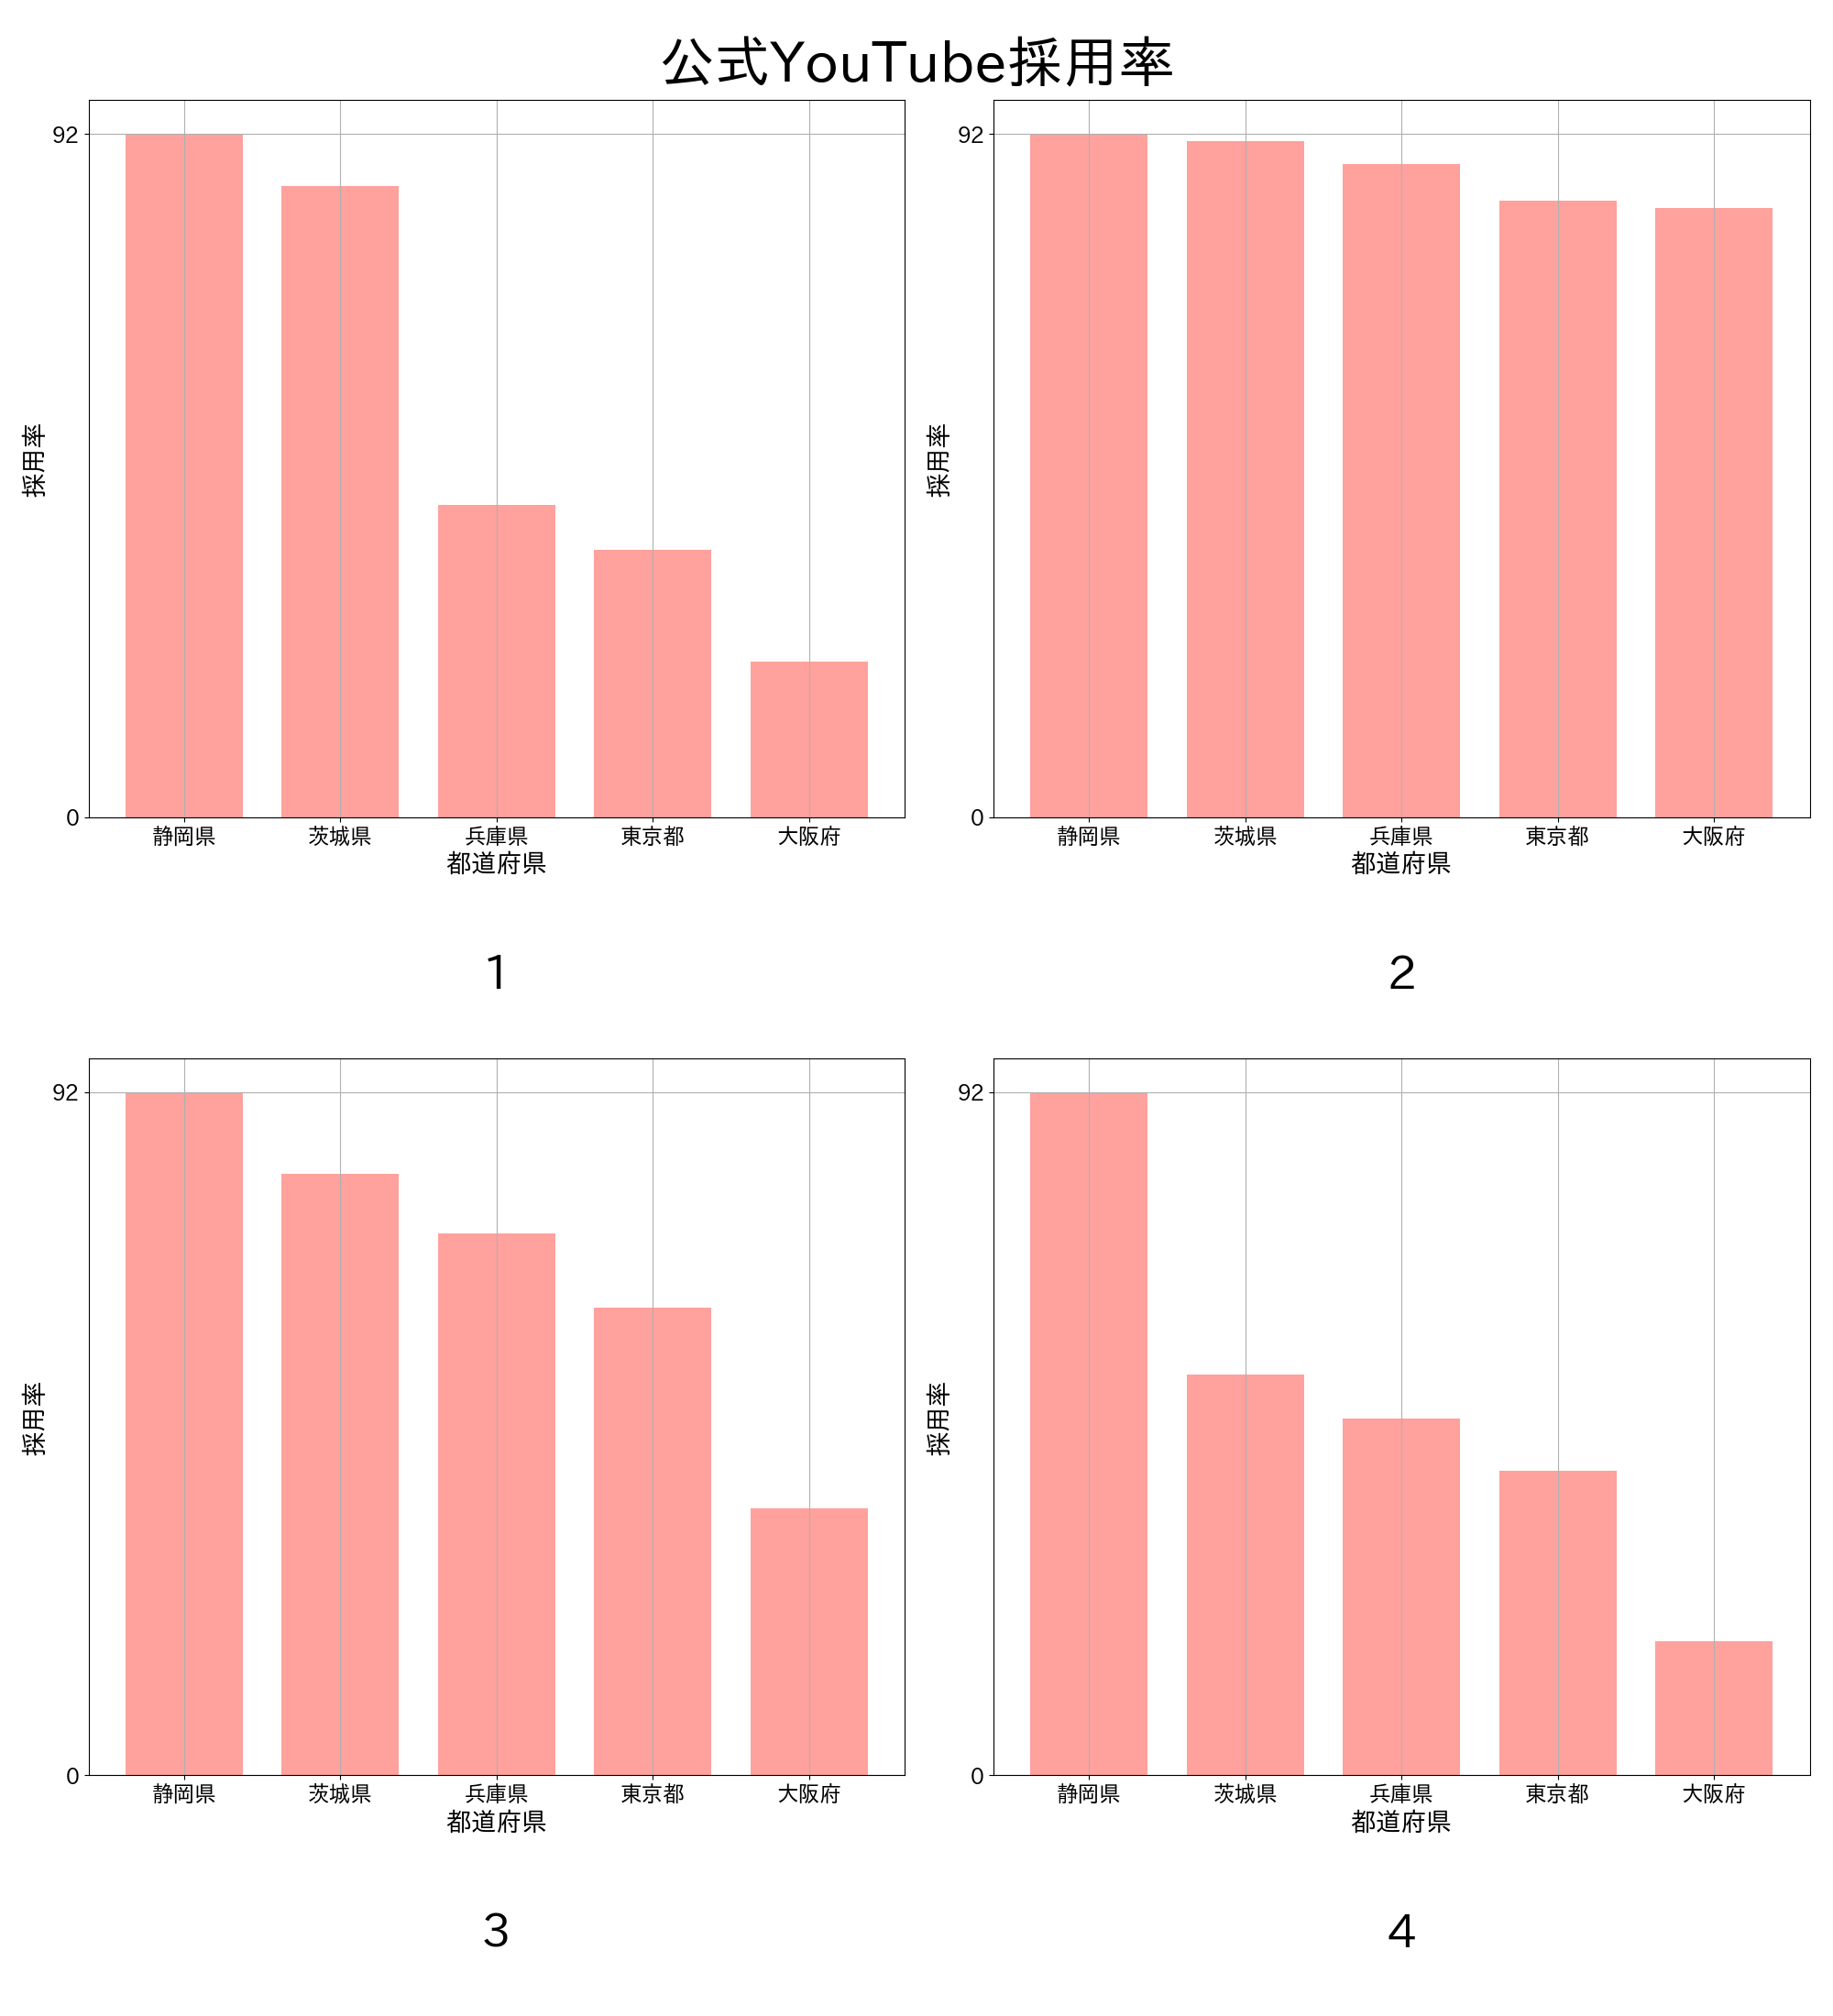 公式YouTube採用率
92
0
採用率
静岡県 茨城県 兵庫県 東京都 大阪府
都道府県
1
92
0
採用率
静岡県 茨城県 兵庫県 東京都 大阪府
都道府県
2
92
0
採用率
静岡県 茨城県 兵庫県 東京都 大阪府
都道府県
3
92
0
採用率
静岡県 茨城県 兵庫県 東京都 大阪府
都道府県
4